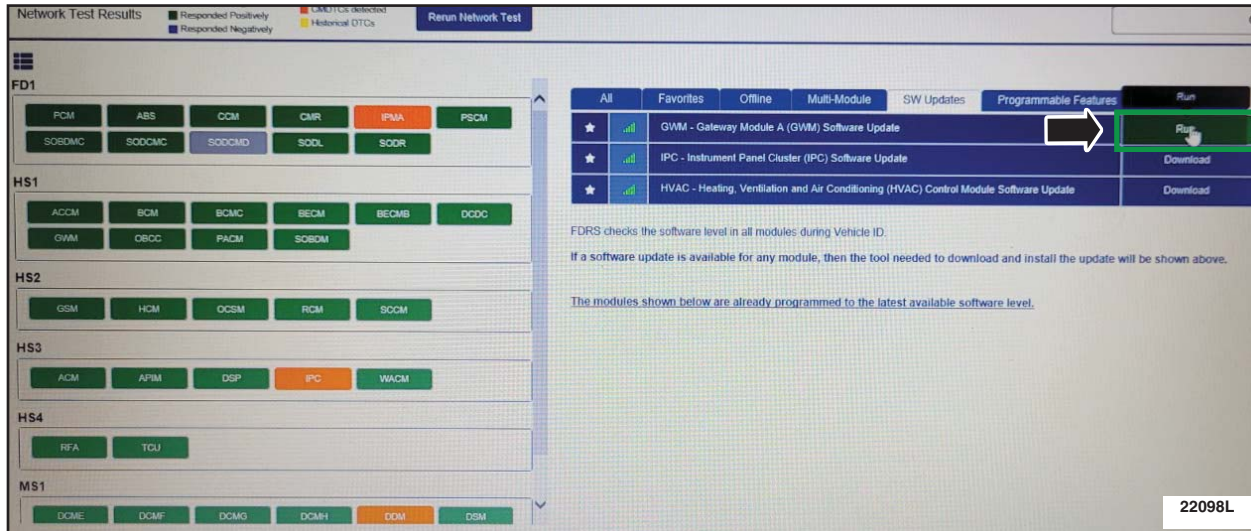 Network Test Results
Responded Positively
Responded Negatively
CMDTCs detected
Historical DTCs
Rerun Network Test
FD1
PCM ABS CCM CMR IPMA PSCM
SOBDMC SODCMC SODCMD SODL SODR
HS1
ACCM BCM BCMC BECM BECMB DCDC
GWM OBCC PACM SOBDM
HS2
GSM HCM OCSM RCM SCCM
HS3
ACM APIM DSP IPC WACM
HS4
RFA TCU
MS1
DCME DCMF DCMG DCMH DDM DSM
All Favorites Offline Multi-Module SW Updates Programmable Features Run
GWM - Gateway Module A (GWM) Software Update Run
IPC - Instrument Panel Cluster (IPC) Software Update Download
HVAC - Heating, Ventilation and Air Conditioning (HVAC) Control Module Software Update Download
FDRS checks the software level in all modules during Vehicle ID.
If a software update is available for any module, then the tool needed to download and install the update will be shown above.
The modules shown below are already programmed to the latest available software level.
22098L